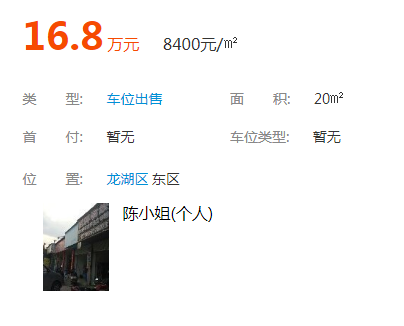 16.8万元 8400元/㎡
类 型: 车位出售 面 积: 20㎡
首 付: 暂无 车位类型: 暂无
位 置: 龙湖区 东区
陈小姐(个人)